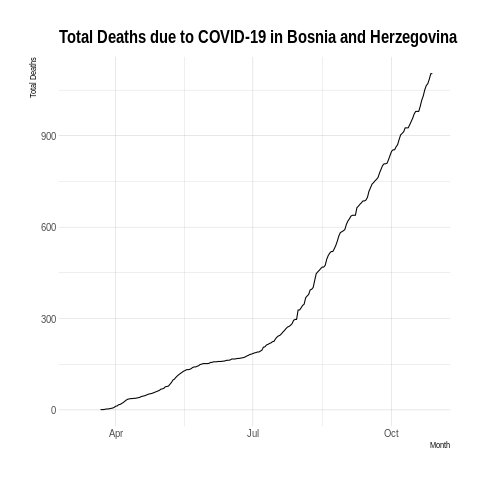 Total Deaths due to COVID-19 in Bosnia and Herzegovina
Total Deaths
900
600
300
0
Apr
Jul
Oct
Month